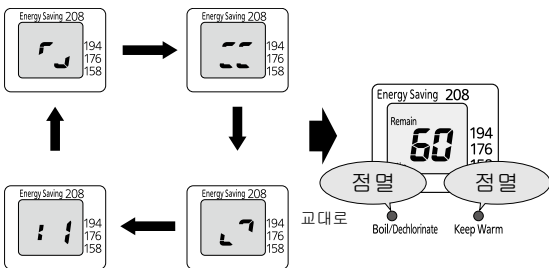 Energy Saving 208
194
176
158
Energy Saving 208
194
176
158
Energy Saving 208
194
176
158
Energy Saving 208
194
176
158
Energy Saving 208
Remain
60
194
176
점멸
점멸
교대로
Boil/Dechlorinate
Keep Warm